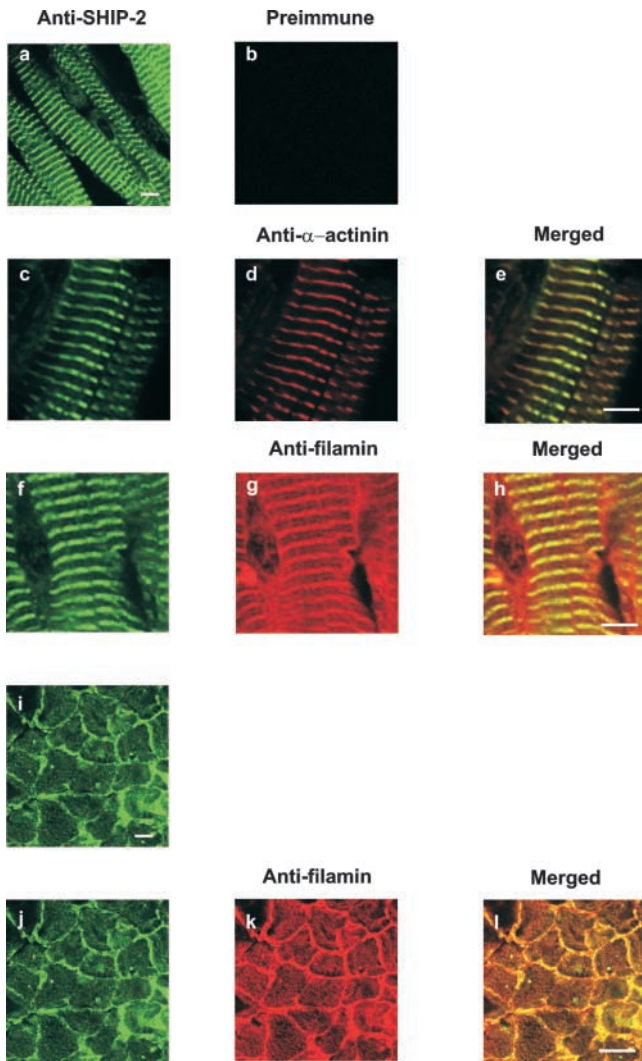 Anti-SHIP-2 Preimmune
a b
Anti-α–actinin Merged
c d e
Anti-filamin Merged
f g h
i
Anti-filamin Merged
j k l